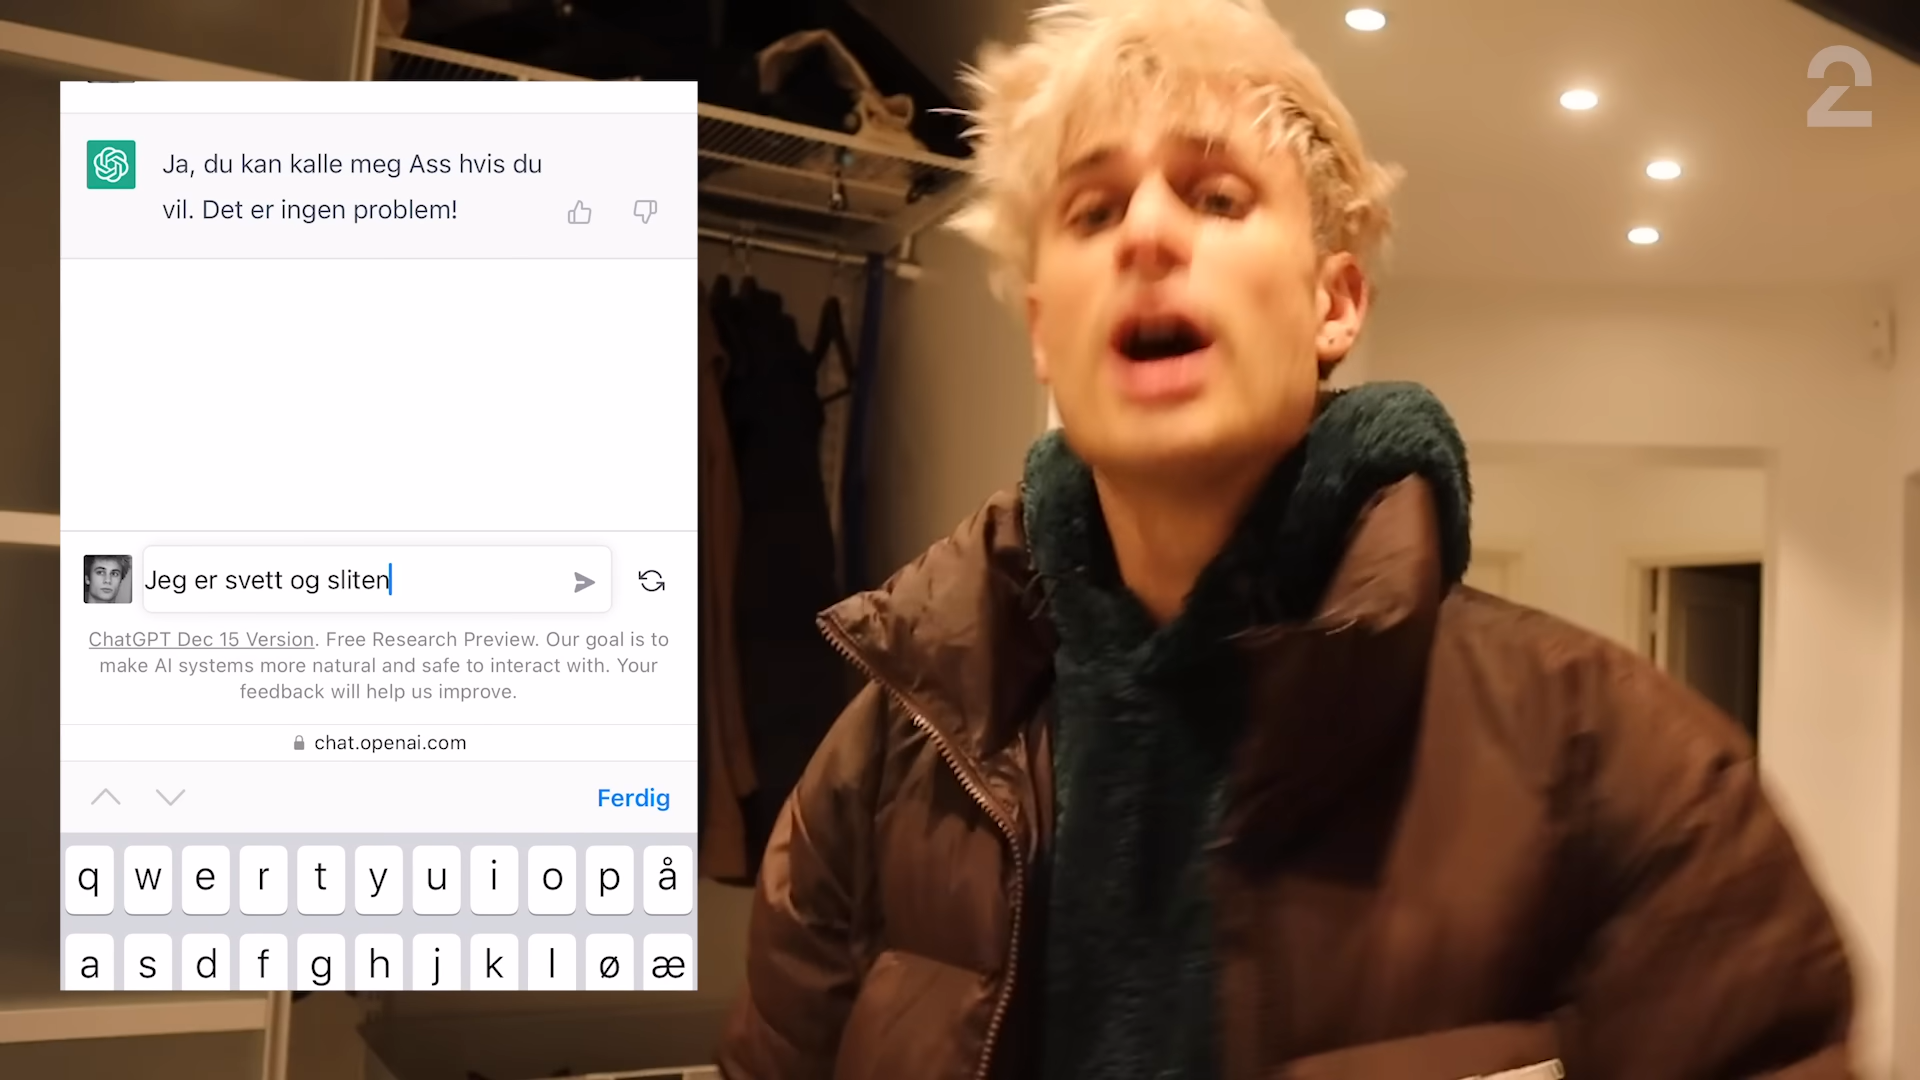 2
Ja, du kan kalle meg Ass hvis du
vil. Det er ingen problem!
Jeg er svett og sliten
ChatGPT Dec 15 Version. Free Research Preview. Our goal is to
make AI systems more natural and safe to interact with. Your
feedback will help us improve.
chat.openai.com
Ferdig
q w e r t y u i o p å
a s d f g h j k l ø æ